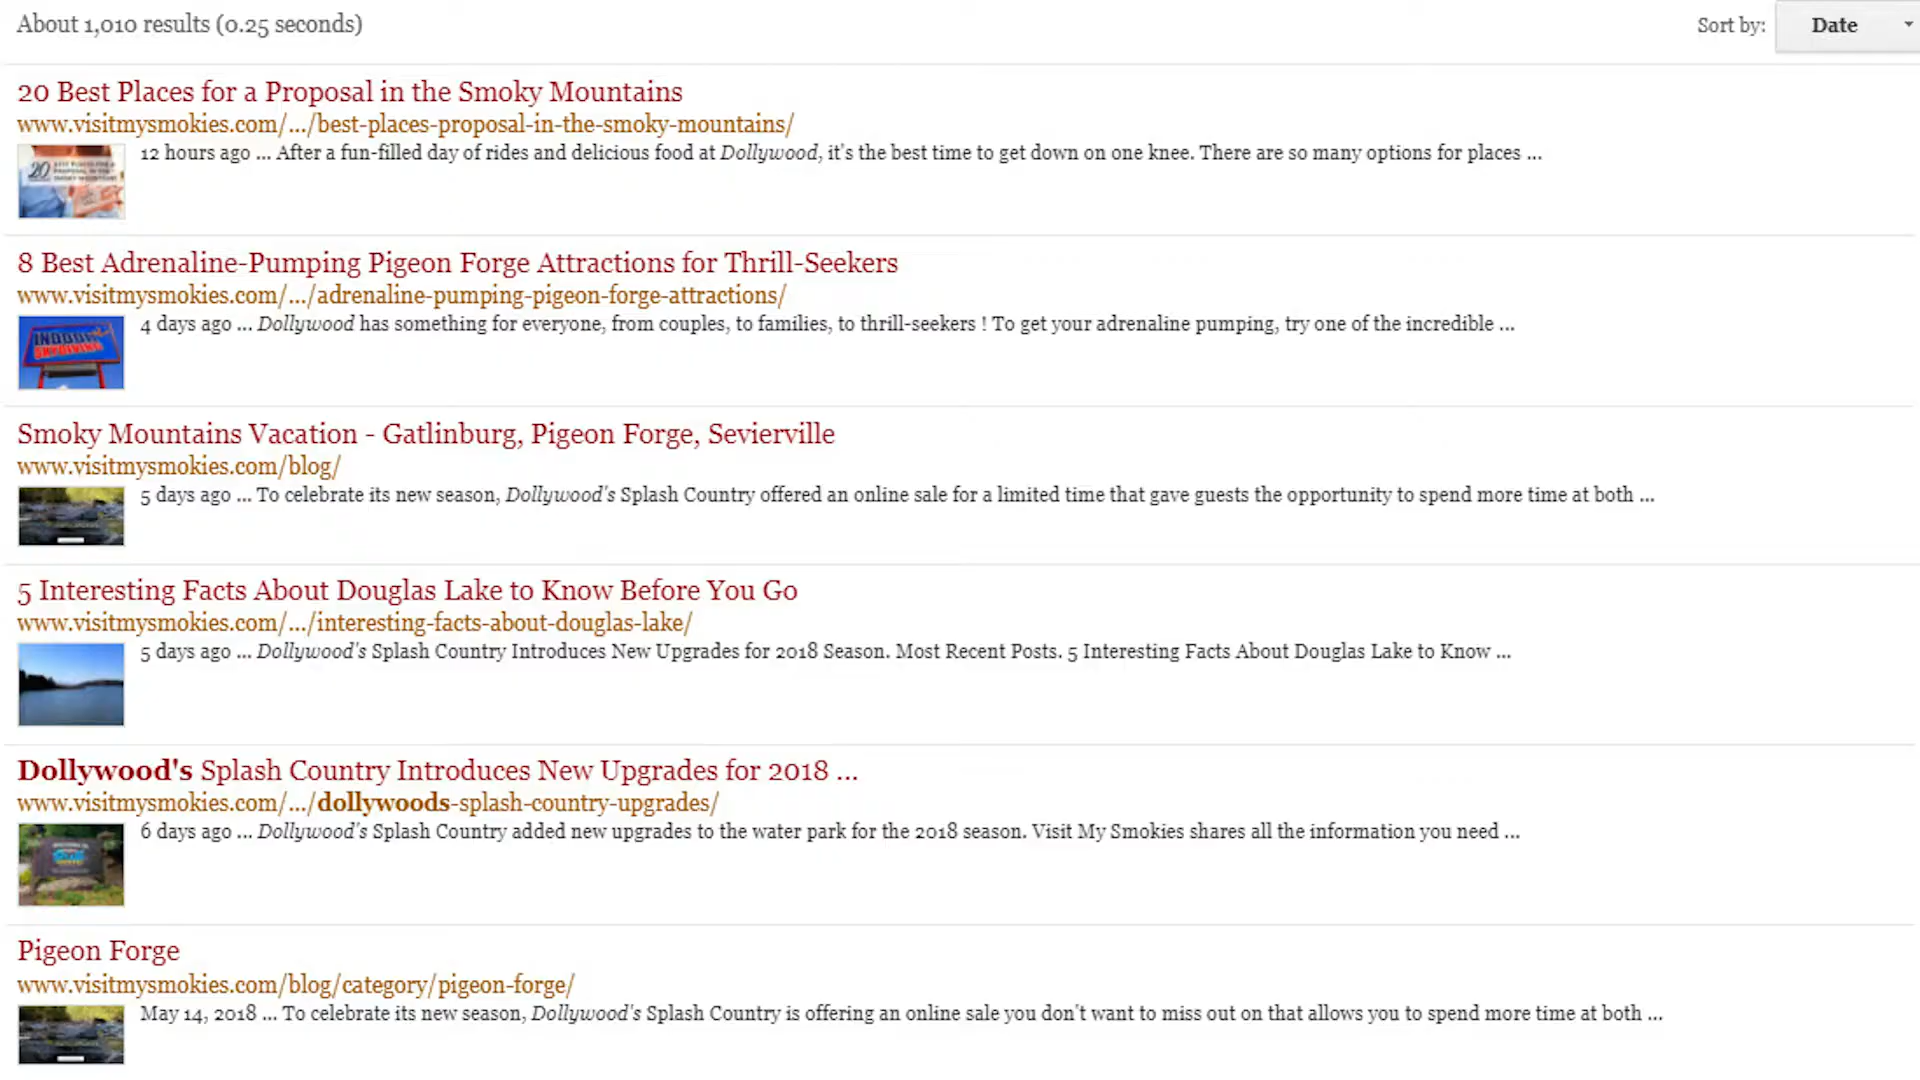 About 1,010 results (0.25 seconds)
Sort by: Date
20 Best Places for a Proposal in the Smoky Mountains
www.visitmysmokies.com/.../best-places-proposal-in-the-smoky-mountains/
12 hours ago ... After a fun-filled day of rides and delicious food at Dollywood, it's the best time to get down on one knee. There are so many options for places ...
20
8 Best Adrenaline-Pumping Pigeon Forge Attractions for Thrill-Seekers
www.visitmysmokies.com/.../adrenaline-pumping-pigeon-forge-attractions/
4 days ago ... Dollywood has something for everyone, from couples, to families, to thrill-seekers ! To get your adrenaline pumping, try one of the incredible ...
Smoky Mountains Vacation - Gatlinburg, Pigeon Forge, Sevierville
www.visitmysmokies.com/blog/
5 days ago ... To celebrate its new season, Dollywood's Splash Country offered an online sale for a limited time that gave guests the opportunity to spend more time at both ...
5 Interesting Facts About Douglas Lake to Know Before You Go
www.visitmysmokies.com/.../interesting-facts-about-douglas-lake/
5 days ago ... Dollywood's Splash Country Introduces New Upgrades for 2018 Season. Most Recent Posts. 5 Interesting Facts About Douglas Lake to Know ...
Dollywood's Splash Country Introduces New Upgrades for 2018 ...
www.visitmysmokies.com/.../dollywoods-splash-country-upgrades/
6 days ago ... Dollywood's Splash Country added new upgrades to the water park for the 2018 season. Visit My Smokies shares all the information you need ...
Pigeon Forge
www.visitmysmokies.com/blog/category/pigeon-forge/
May 14, 2018 ... To celebrate its new season, Dollywood's Splash Country is offering an online sale you don't want to miss out on that allows you to spend more time at both ...